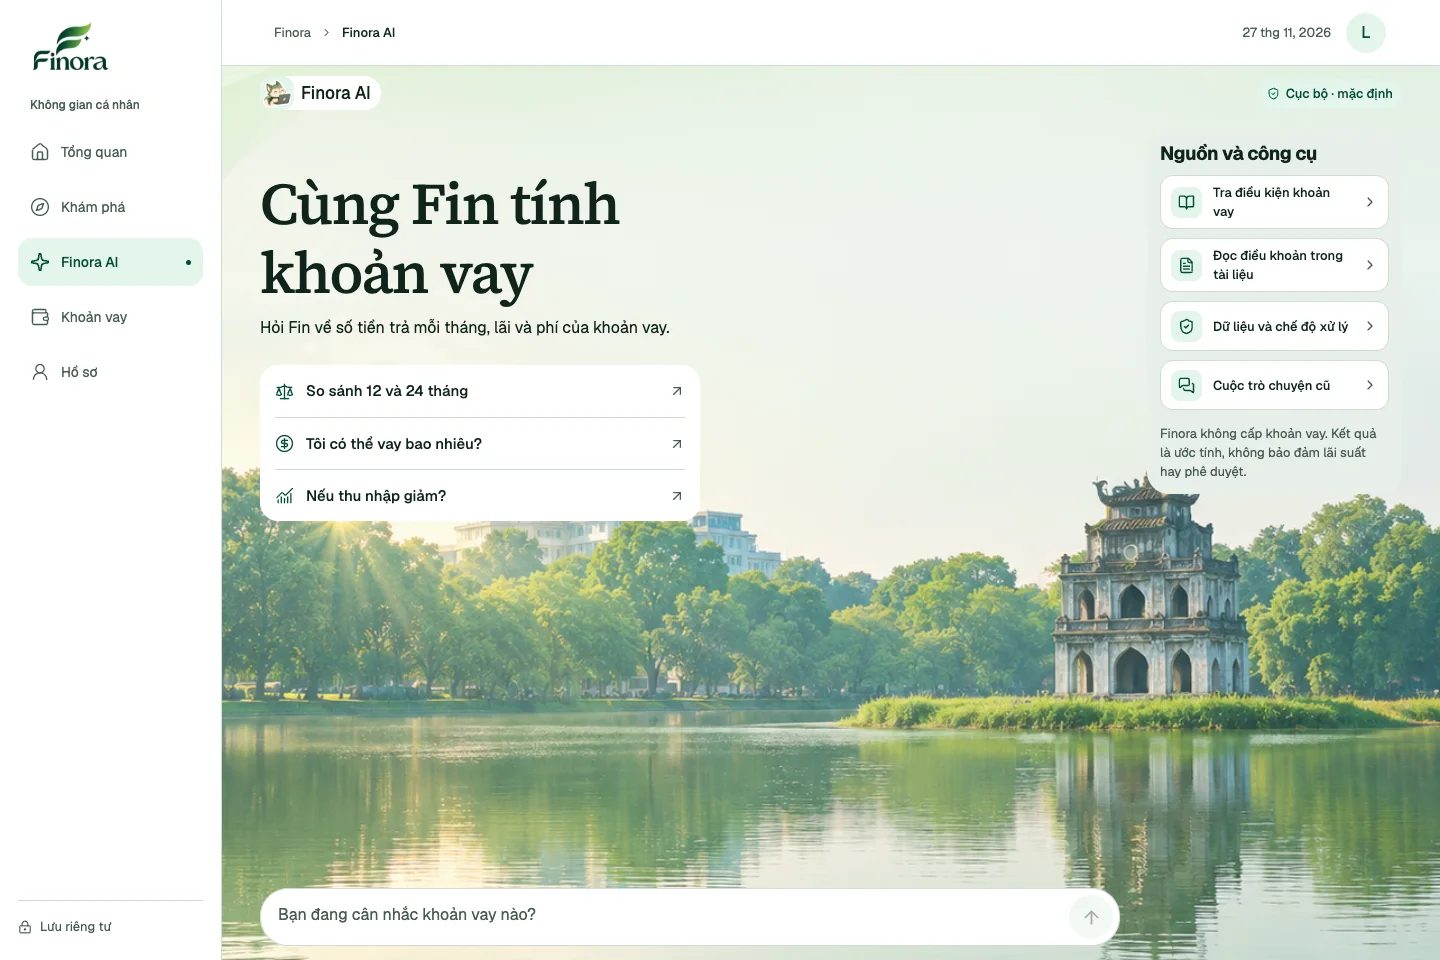 Finora
Không gian cá nhân
Tổng quan
Khám phá
Finora AI
Khoản vay
Hồ sơ
Lưu riêng tư
Finora
Finora AI
27 thg 11, 2026
L
Finora AI
Cục bộ · mặc định
Cùng Fin tính
khoản vay
Hỏi Fin về số tiền trả mỗi tháng, lãi và phí của khoản vay.
So sánh 12 và 24 tháng
Tôi có thể vay bao nhiêu?
Nếu thu nhập giảm?
Nguồn và công cụ
Tra điều kiện khoản
vay
Đọc điều khoản trong
tài liệu
Dữ liệu và chế độ xử lý
Cuộc trò chuyện cũ
Finora không cấp khoản vay. Kết quả
là ước tính, không bảo đảm lãi suất
hay phê duyệt.
Bạn đang cân nhắc khoản vay nào?